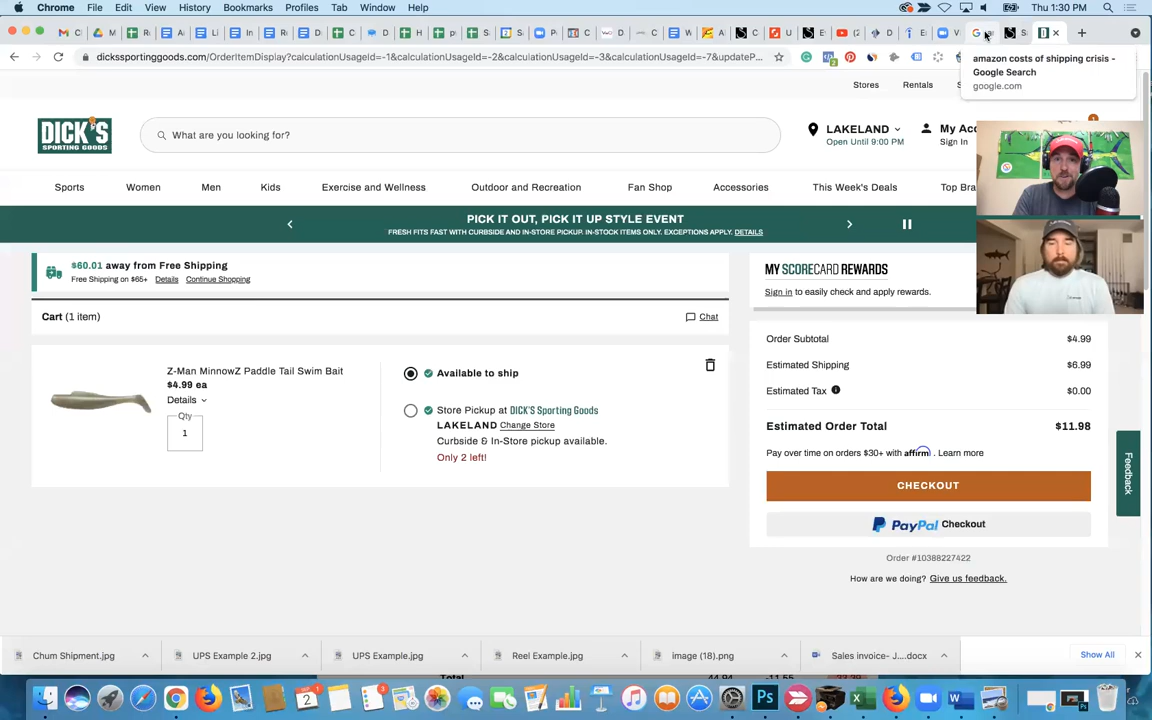 Chrome File Edit View History Bookmarks Profiles Tab Window Help
Thu 1:30 PM
dickssportinggoods.com/OrderItemDisplay?calculationUsageId=-1&calculationUsageId=-2&calculationUsageId=-3&calculationUsageId=-7&updateP...
amazon costs of shipping crisis -
Google Search
google.com
Stores Rentals
DICK'S
SPORTING GOODS
What are you looking for?
LAKELAND
Open Until 9:00 PM
My Acc
Sign In
1
Sports Women Men Kids Exercise and Wellness Outdoor and Recreation Fan Shop Accessories This Week's Deals Top Bra
PICK IT OUT, PICK IT UP STYLE EVENT
FRESH FITS FAST WITH CURBSIDE AND IN-STORE PICKUP. IN-STOCK ITEMS ONLY. EXCEPTIONS APPLY. DETAILS
$60.01 away from Free Shipping
Free Shipping on $65+ Details Continue Shopping
Cart (1 item)
Chat
Z-Man MinnowZ Paddle Tail Swim Bait
$4.99 ea
Details
Qty
1
Available to ship
Store Pickup at DICK'S Sporting Goods
LAKELAND Change Store
Curbside & In-Store pickup available.
Only 2 left!
MY SCORECARD REWARDS
Sign in to easily check and apply rewards.
Order Subtotal $4.99
Estimated Shipping $6.99
Estimated Tax $0.00
Estimated Order Total $11.98
Pay over time on orders $30+ with affirm. Learn more
CHECKOUT
PayPal Checkout
Order #10388227422
How are we doing? Give us feedback.
Feedback
Chum Shipment.jpg UPS Example 2.jpg UPS Example.jpg Reel Example.jpg image (18).png Sales invoice- J....docx Show All